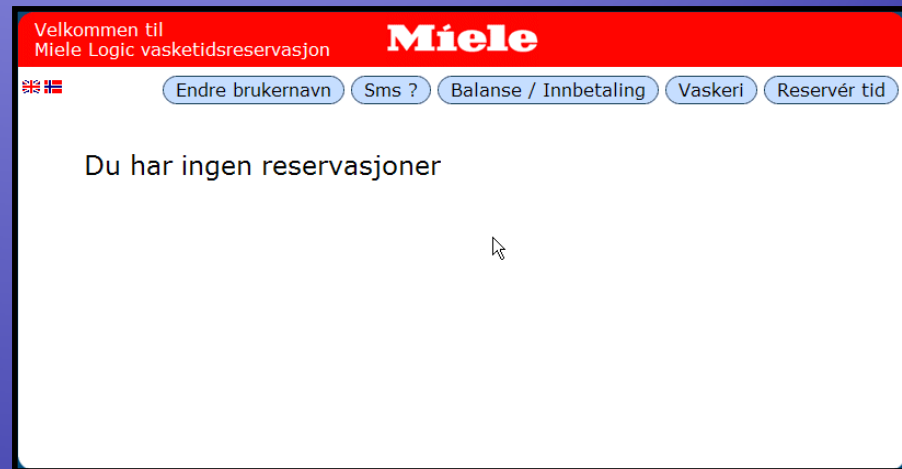 Velkommen til
Miele Logic vasketidsreservasjon
Miele
Endre brukernavn
Sms ?
Balanse / Innbetaling
Vaskeri
Reservér tid
Du har ingen reservasjoner